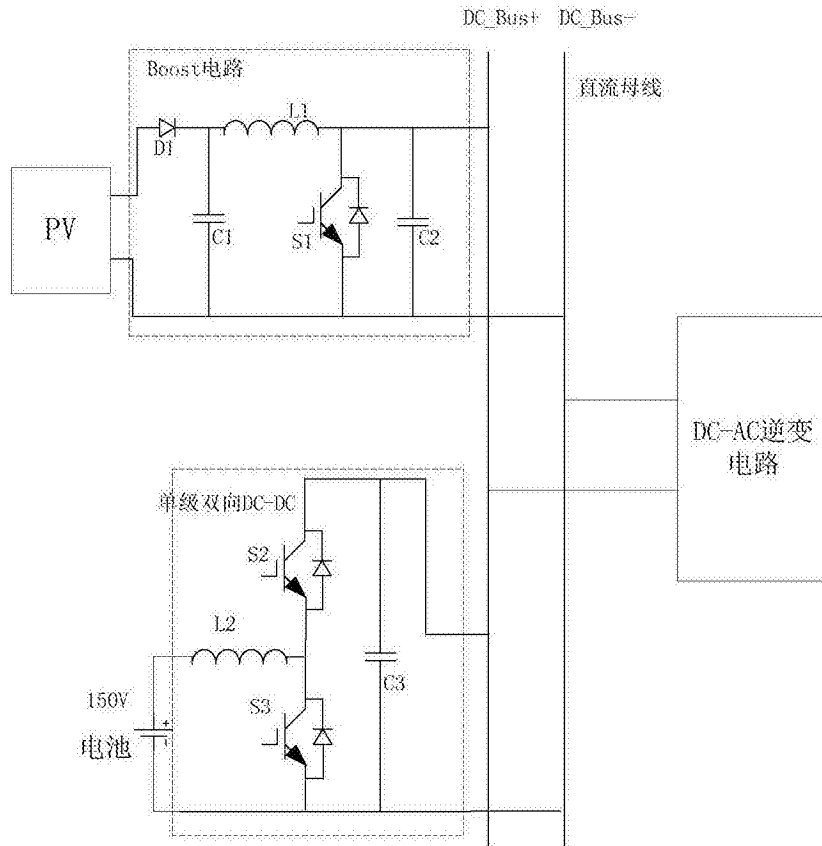 DC_Bus+ DC_Bus-
Boost电路
直流母线
L1
D1
PV
C1
S1
C2
DC-AC逆变
电路
单级双向DC-DC
S2
L2
C3
150V
S3
+
-
电池